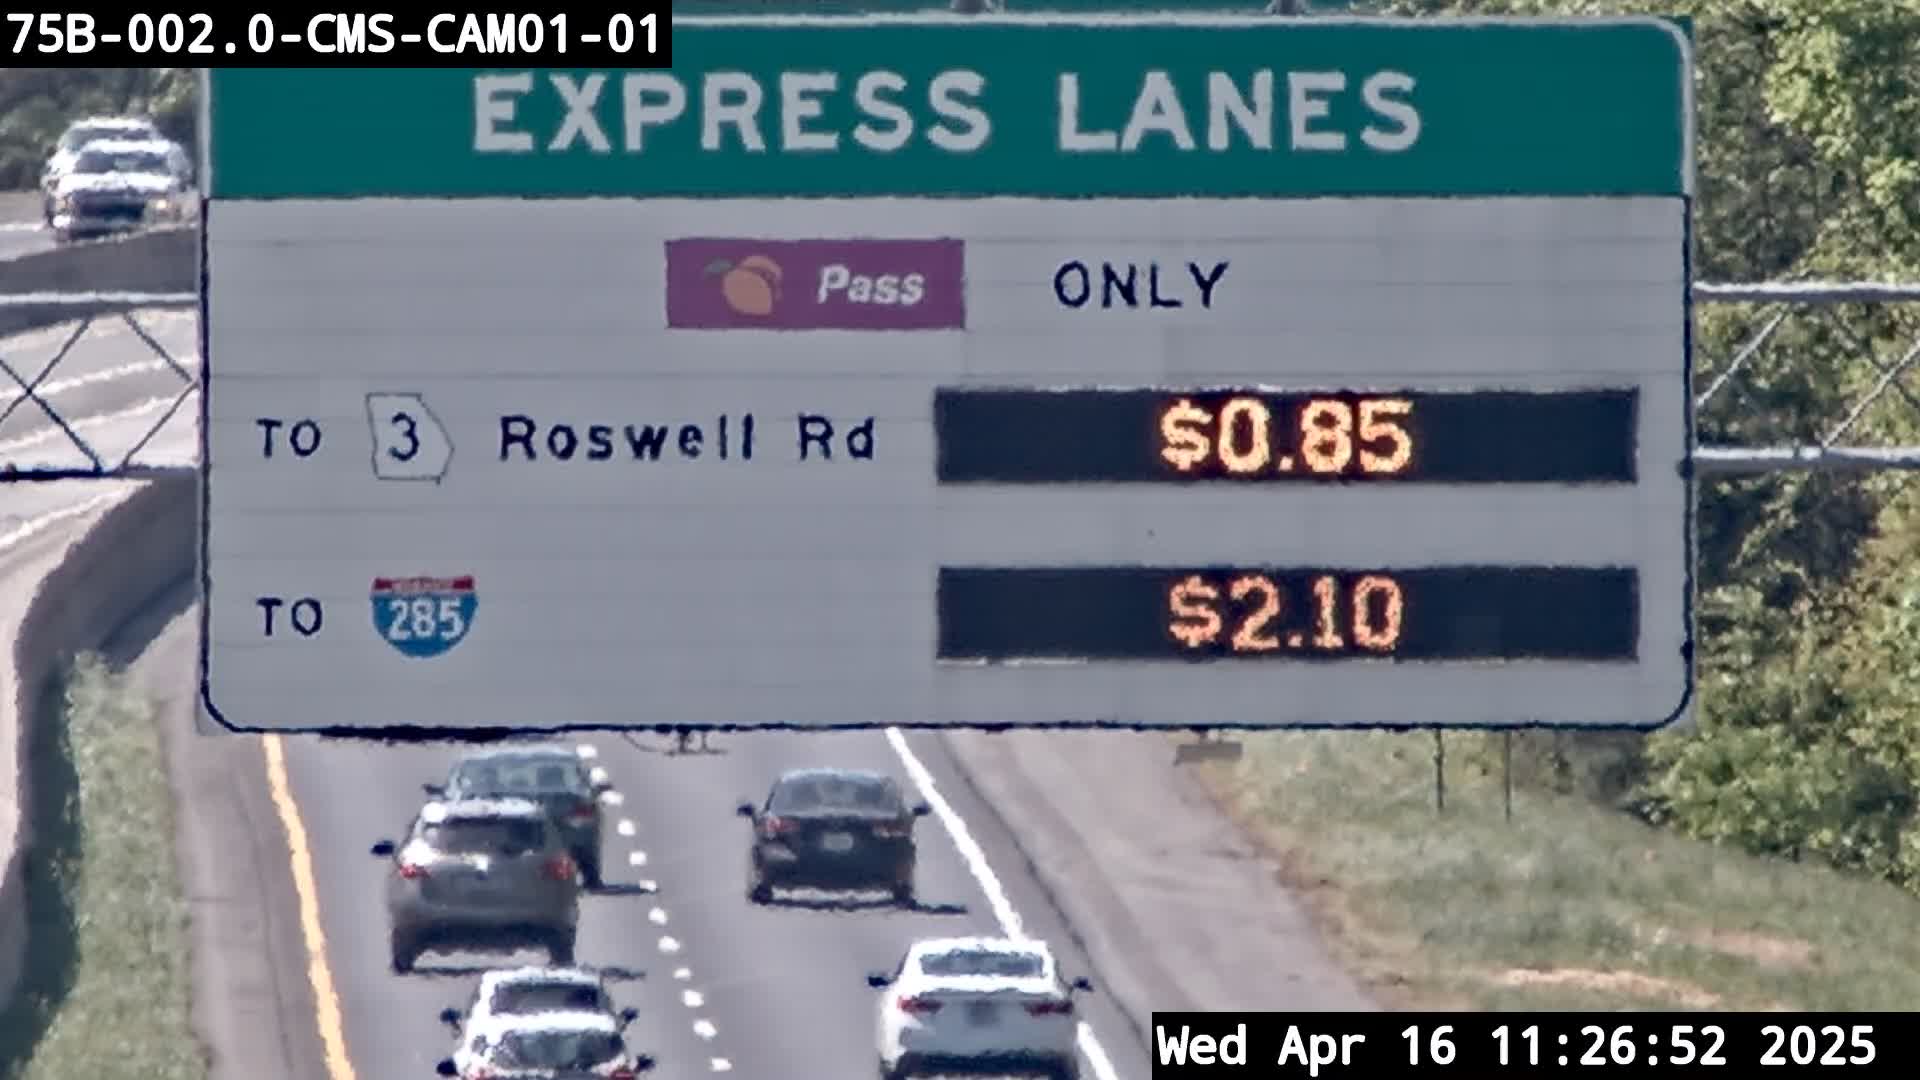 75B-002.0-CMS-CAM01-01
EXPRESS LANES
Pass ONLY
TO 3 Roswell Rd $0.85
TO 285 $2.10
Wed Apr 16 11:26:52 2025